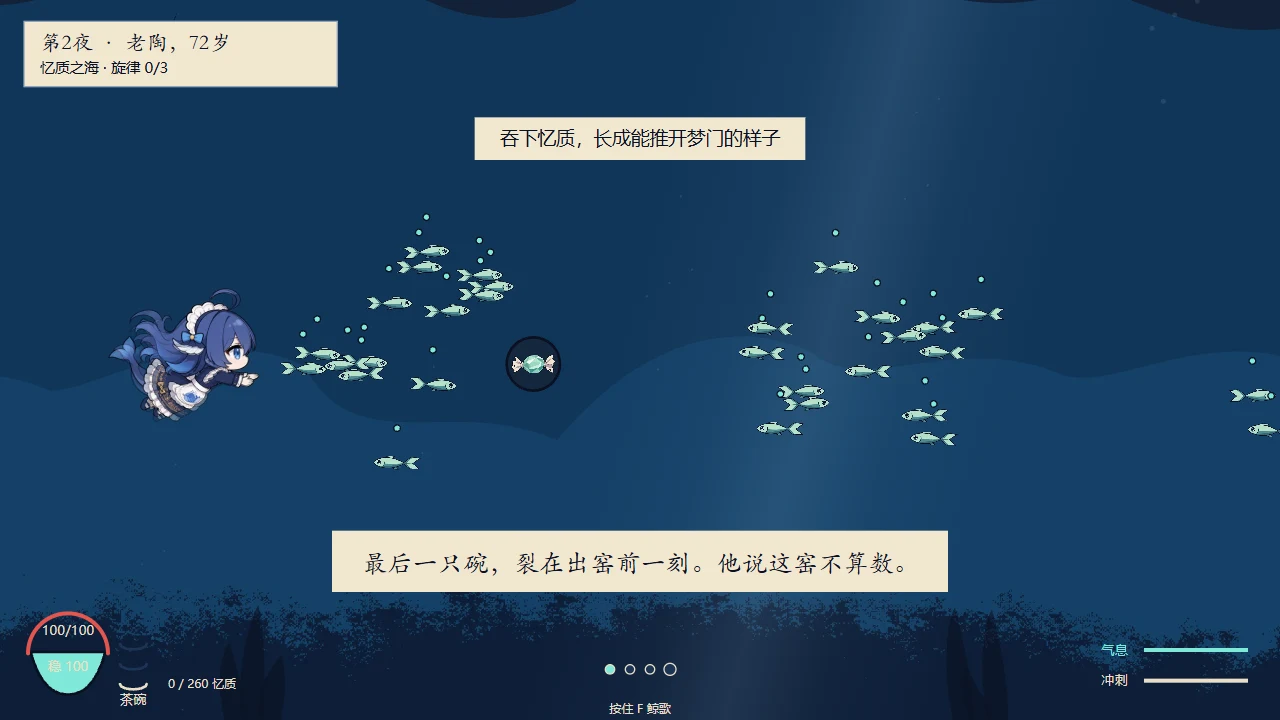 第2夜 · 老陶，72岁
忆质之海 · 旋律 0/3
吞下忆质，长成能推开梦门的样子
最后一只碗，裂在出窑前一刻。他说这窑不算数。
100/100
稳 100
茶碗
0 / 260 忆质
按住 F 鲸歌
气息
冲刺